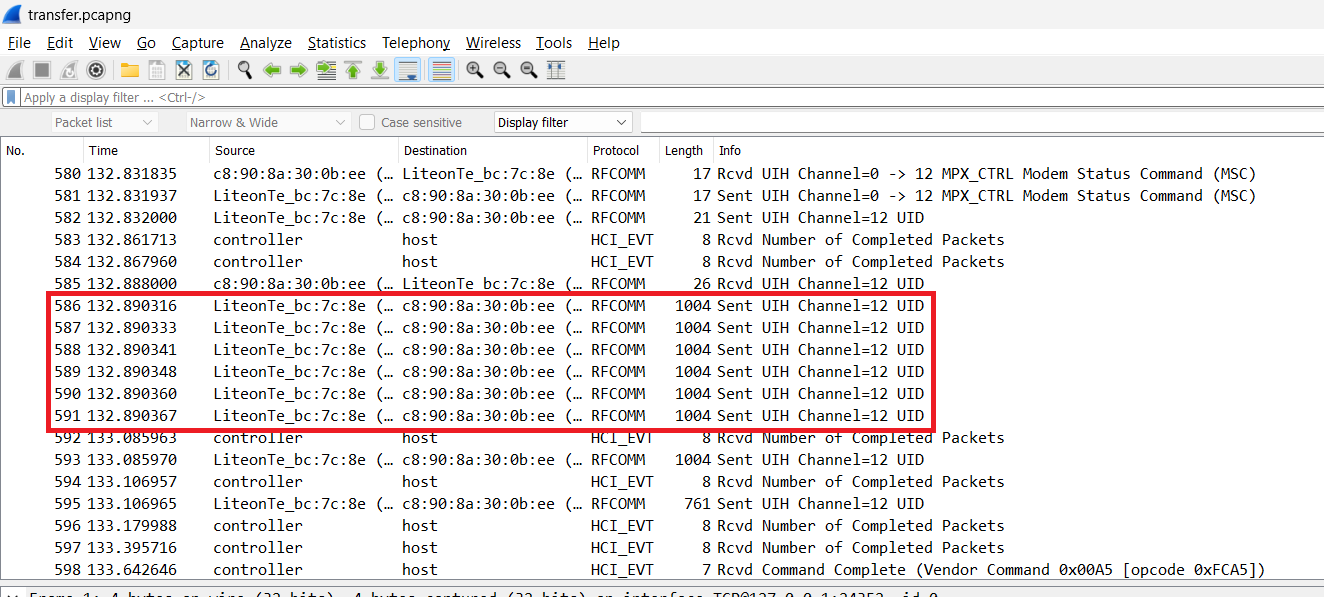 transfer.pcapng
File Edit View Go Capture Analyze Statistics Telephony Wireless Tools Help
Apply a display filter ... <Ctrl-/>
Packet list Narrow & Wide Case sensitive Display filter
No. Time Source Destination Protocol Length Info
580 132.831835 c8:90:8a:30:0b:ee (… LiteonTe_bc:7c:8e (… RFCOMM 17 Rcvd UIH Channel=0 -> 12 MPX_CTRL Modem Status Command (MSC)
581 132.831937 LiteonTe_bc:7c:8e (… c8:90:8a:30:0b:ee (… RFCOMM 17 Sent UIH Channel=0 -> 12 MPX_CTRL Modem Status Command (MSC)
582 132.832000 LiteonTe_bc:7c:8e (… c8:90:8a:30:0b:ee (… RFCOMM 21 Sent UIH Channel=12 UID
583 132.861713 controller host HCI_EVT 8 Rcvd Number of Completed Packets
584 132.867960 controller host HCI_EVT 8 Rcvd Number of Completed Packets
585 132.888000 c8:90:8a:30:0b:ee (… LiteonTe_bc:7c:8e (… RFCOMM 26 Rcvd UIH Channel=12 UID
586 132.890316 LiteonTe_bc:7c:8e (… c8:90:8a:30:0b:ee (… RFCOMM 1004 Sent UIH Channel=12 UID
587 132.890333 LiteonTe_bc:7c:8e (… c8:90:8a:30:0b:ee (… RFCOMM 1004 Sent UIH Channel=12 UID
588 132.890341 LiteonTe_bc:7c:8e (… c8:90:8a:30:0b:ee (… RFCOMM 1004 Sent UIH Channel=12 UID
589 132.890348 LiteonTe_bc:7c:8e (… c8:90:8a:30:0b:ee (… RFCOMM 1004 Sent UIH Channel=12 UID
590 132.890360 LiteonTe_bc:7c:8e (… c8:90:8a:30:0b:ee (… RFCOMM 1004 Sent UIH Channel=12 UID
591 132.890367 LiteonTe_bc:7c:8e (… c8:90:8a:30:0b:ee (… RFCOMM 1004 Sent UIH Channel=12 UID
592 133.085963 controller host HCI_EVT 8 Rcvd Number of Completed Packets
593 133.085970 LiteonTe_bc:7c:8e (… c8:90:8a:30:0b:ee (… RFCOMM 1004 Sent UIH Channel=12 UID
594 133.106957 controller host HCI_EVT 8 Rcvd Number of Completed Packets
595 133.106965 LiteonTe_bc:7c:8e (… c8:90:8a:30:0b:ee (… RFCOMM 761 Sent UIH Channel=12 UID
596 133.179988 controller host HCI_EVT 8 Rcvd Number of Completed Packets
597 133.395716 controller host HCI_EVT 8 Rcvd Number of Completed Packets
598 133.642646 controller host HCI_EVT 7 Rcvd Command Complete (Vendor Command 0x00A5 [opcode 0xFCA5])